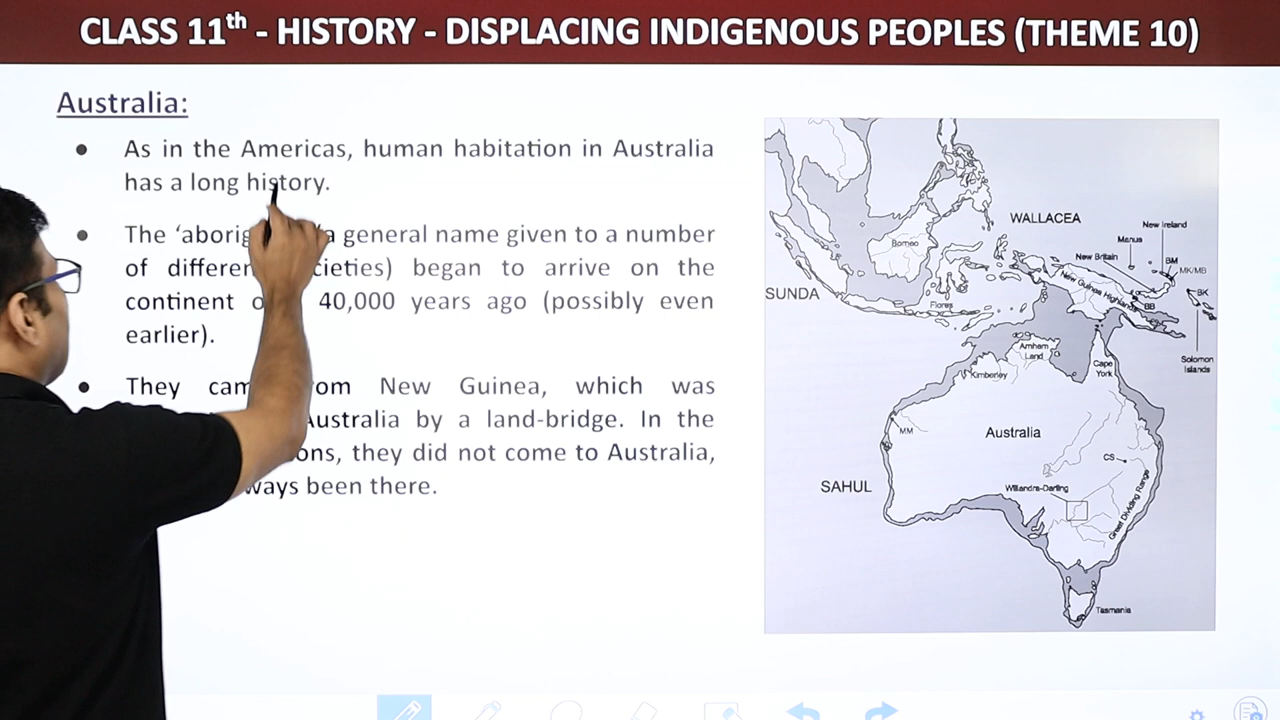 CLASS 11th - HISTORY - DISPLACING INDIGENOUS PEOPLES (THEME 10)
Australia:
As in the Americas, human habitation in Australia
has a long history.
The ‘aborig a general name given to a number
of differen cieties) began to arrive on the
continent o 40,000 years ago (possibly even
earlier).
They cam om New Guinea, which was
Australia by a land-bridge. In the
ons, they did not come to Australia,
ways been there.
WALLACEA
New Ireland
Manus
New Britain
BM
MK/MB
Borneo
New Guinea Highlands
BK
SUNDA
Flores
BB
Solomon
Islands
Arnham
Land
Kimberley
Cape
York
MM
Australia
CS
SAHUL
Willandra-Darling
Great Dividing Range
Tasmania